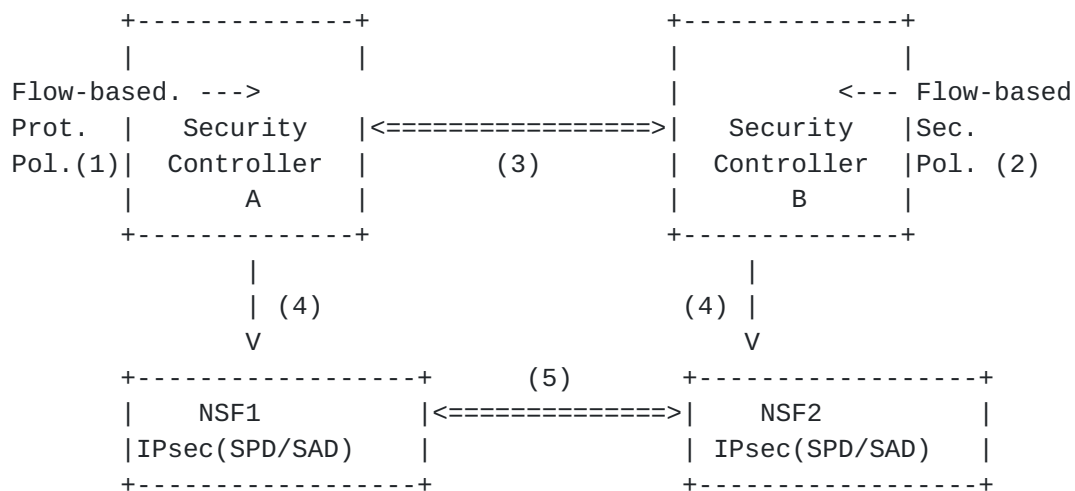 +--------------+                   +--------------+
|              |                   |              |
Flow-based. --->                         |          <--- Flow-based
Prot.  |   Security   |<=================>|   Security   |Sec.
Pol.(1)|  Controller  |        (3)        |  Controller  |Pol. (2)
|       A      |                   |       B      |
+--------------+                   +--------------+
|                              |
| (4)                      (4) |
V                              V
+------------------+      (5)       +------------------+
|    NSF1          |<==============>|    NSF2          |
|IPsec(SPD/SAD)    |                | IPsec(SPD/SAD)   |
+------------------+                +------------------+